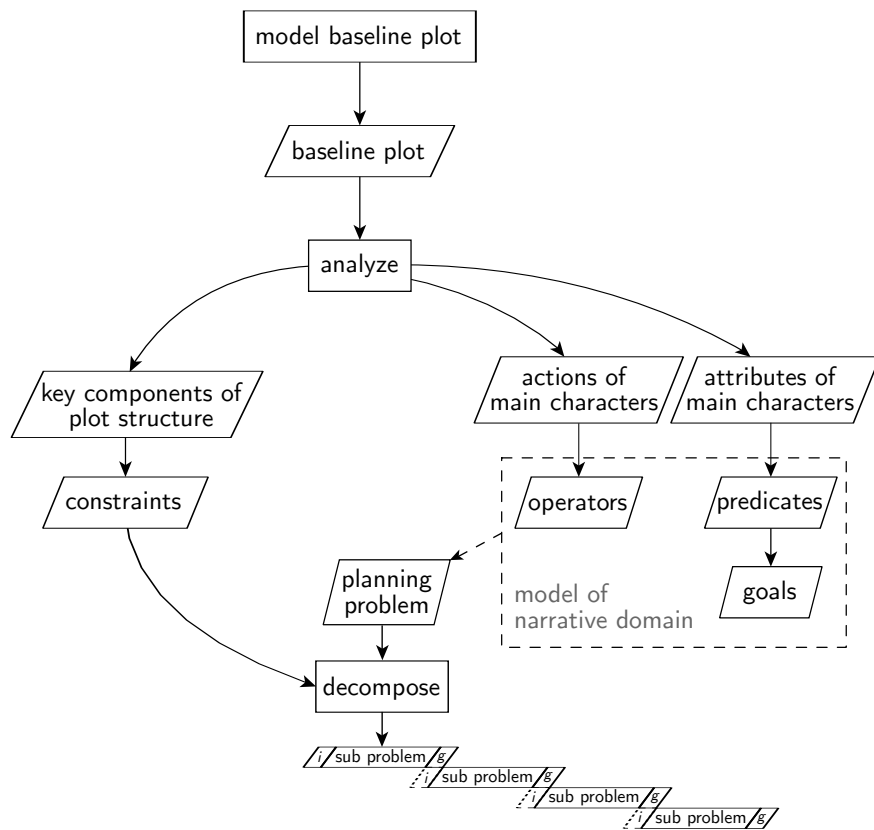 model baseline plot
baseline plot
analyze
key components of
plot structure
actions of
main characters
attributes of
main characters
constraints
operators
predicates
planning
problem
model of
narrative domain
goals
decompose
i sub problem g
i sub problem g
i sub problem g
i sub problem g